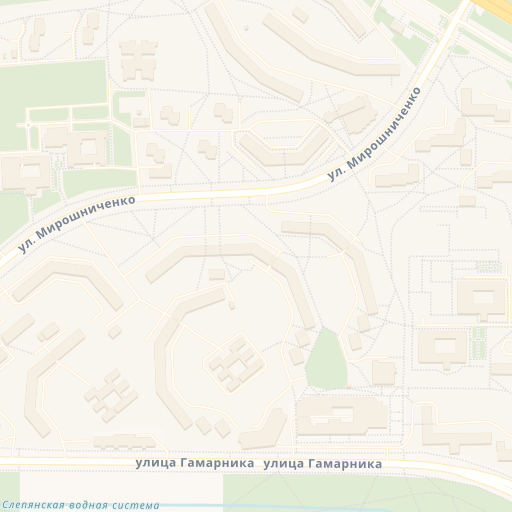 ул. Мирошниченко
ул. Мирошниченко
улица Гамарника улица Гамарника
Слепянская водная система